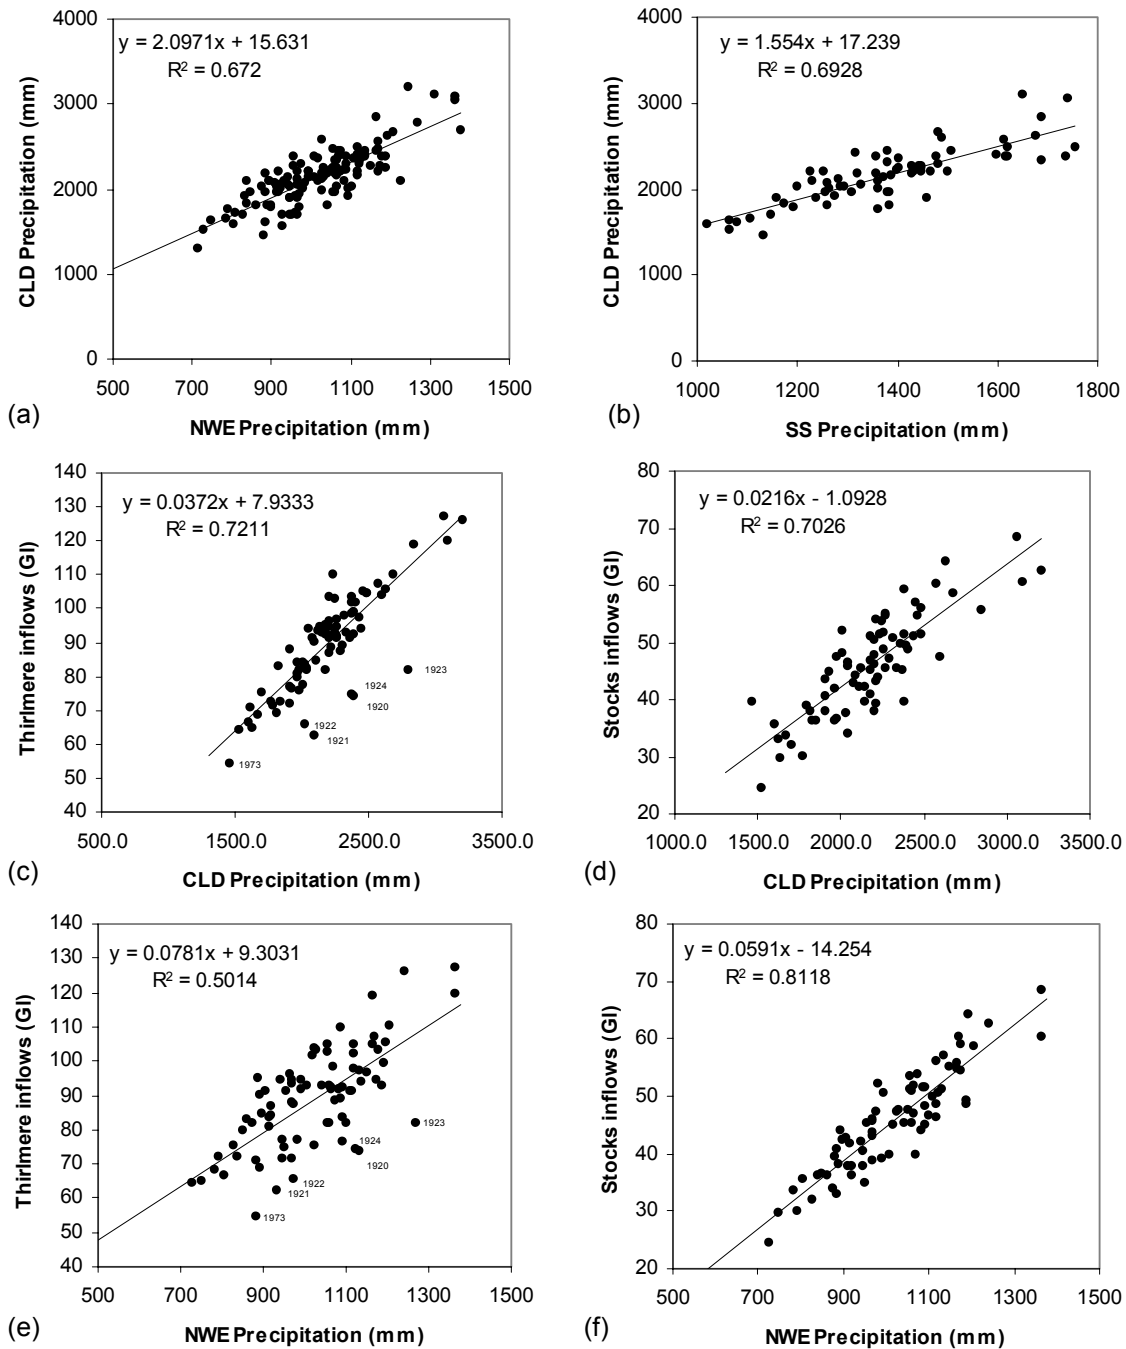 y = 2.0971x + 15.631
R² = 0.672
CLD Precipitation (mm)
4000
3000
2000
1000
0
500 700 900 1100 1300 1500
NWE Precipitation (mm)
(a)
y = 1.554x + 17.239
R² = 0.6928
CLD Precipitation (mm)
4000
3000
2000
1000
0
1000 1200 1400 1600 1800
SS Precipitation (mm)
(b)
y = 0.0372x + 7.9333
R² = 0.7211
Thirlmere inflows (Gl)
140
130
120
110
100
90
80
70
60
50
40
1923
1924
1920
1922
1921
1973
500.0 1500.0 2500.0 3500.0
CLD Precipitation (mm)
(c)
y = 0.0216x - 1.0928
R² = 0.7026
Stocks inflows (Gl)
80
70
60
50
40
30
20
1000.0 1500.0 2000.0 2500.0 3000.0 3500.0
CLD Precipitation (mm)
(d)
y = 0.0781x + 9.3031
R² = 0.5014
Thirlmere inflows (Gl)
140
130
120
110
100
90
80
70
60
50
40
1923
1924
1920
1922
1921
1973
500 700 900 1100 1300 1500
NWE Precipitation (mm)
(e)
y = 0.0591x - 14.254
R² = 0.8118
Stocks inflows (Gl)
80
70
60
50
40
30
20
500 700 900 1100 1300 1500
NWE Precipitation (mm)
(f)